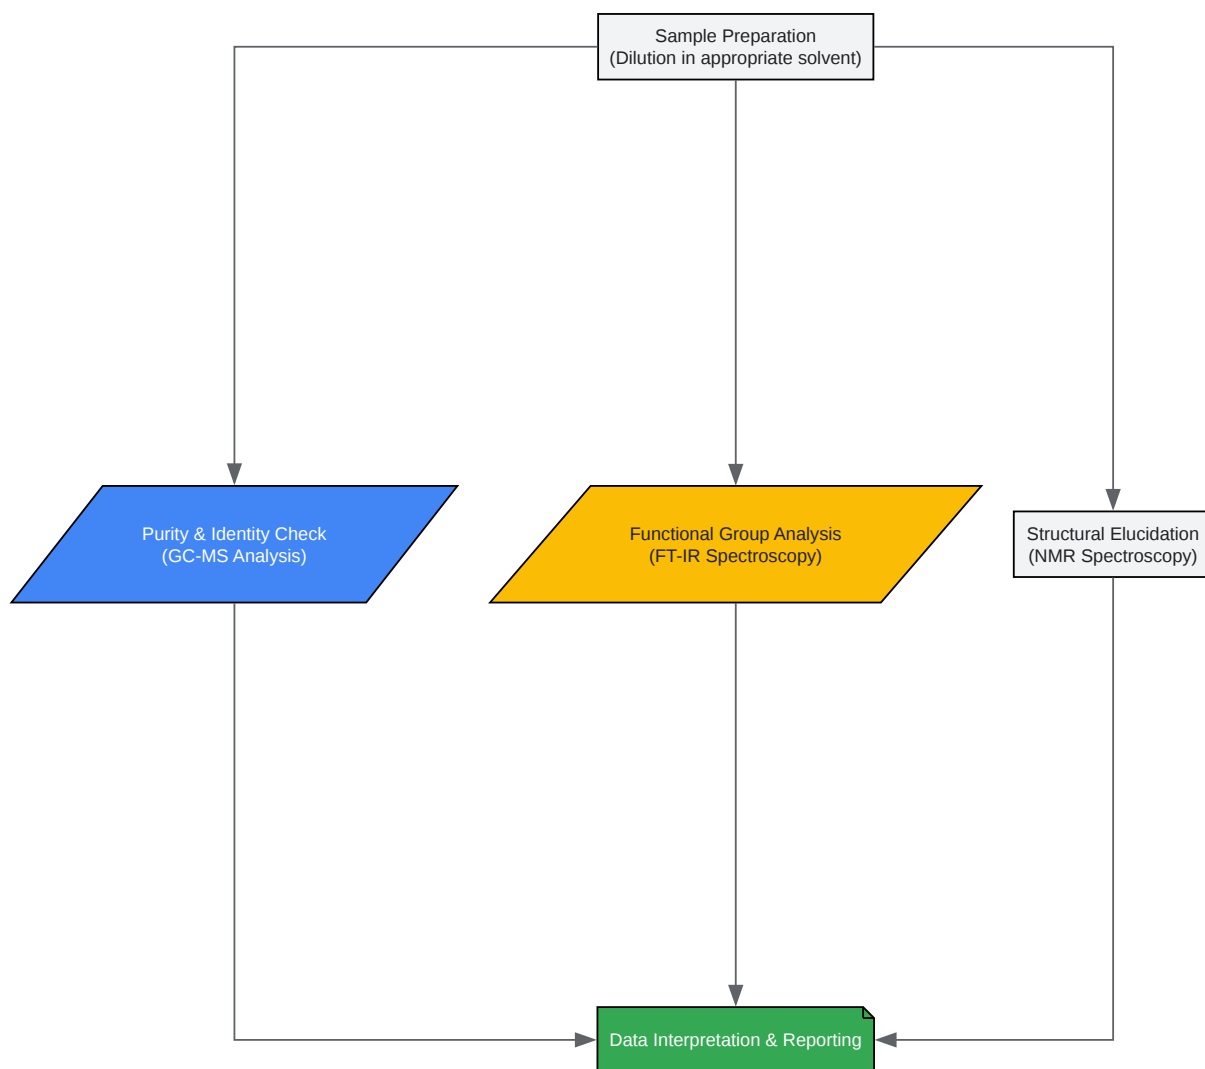 Sample Preparation
(Dilution in appropriate solvent)
Purity & Identity Check
(GC-MS Analysis)
Functional Group Analysis
(FT-IR Spectroscopy)
Structural Elucidation
(NMR Spectroscopy)
Data Interpretation & Reporting